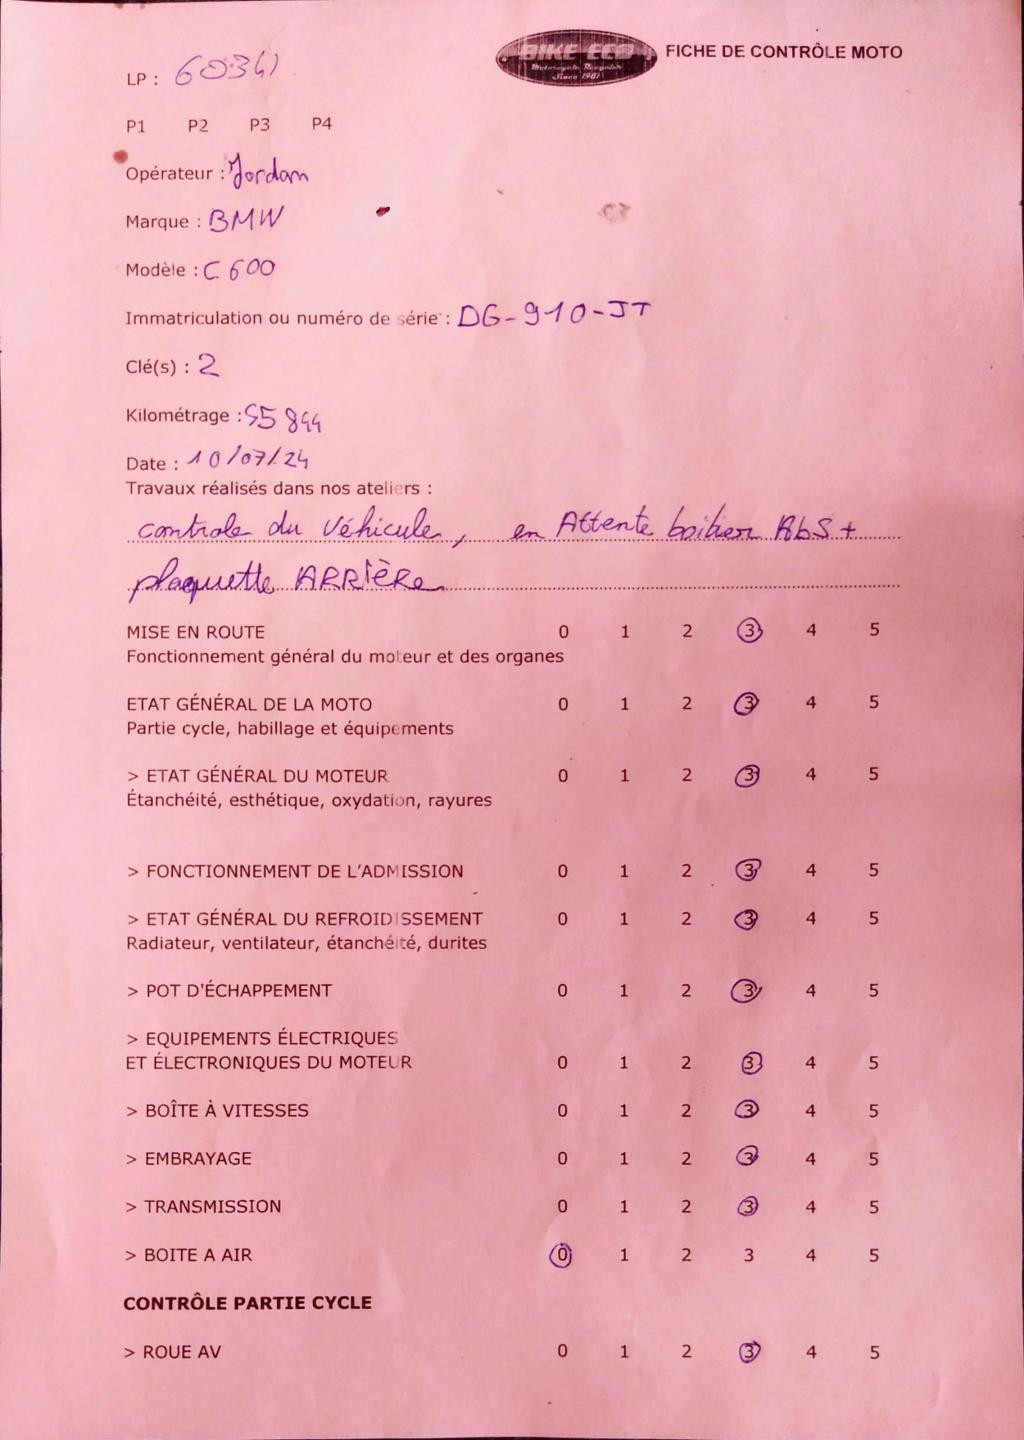 BIKE ECO
Motorcycle Recycler
Since 1987
FICHE DE CONTRÔLE MOTO
LP : 60341
P1 P2 P3 P4
Opérateur : Jordan
Marque : BMW
Modèle : C 600
Immatriculation ou numéro de série : DG-910-JT
Clé(s) : 2
Kilométrage : 55 844
Date : 10/07/24
Travaux réalisés dans nos ateliers :
controle du véhicule, en Attente boitier AbS +
plaquette ARRIÈRE
MISE EN ROUTE 0 1 2 3 4 5
Fonctionnement général du moteur et des organes
ETAT GÉNÉRAL DE LA MOTO 0 1 2 3 4 5
Partie cycle, habillage et équipements
> ETAT GÉNÉRAL DU MOTEUR 0 1 2 3 4 5
Étanchéité, esthétique, oxydation, rayures
> FONCTIONNEMENT DE L'ADMISSION 0 1 2 3 4 5
> ETAT GÉNÉRAL DU REFROIDISSEMENT 0 1 2 3 4 5
Radiateur, ventilateur, étanchéité, durites
> POT D'ÉCHAPPEMENT 0 1 2 3 4 5
> EQUIPEMENTS ÉLECTRIQUES
ET ÉLECTRONIQUES DU MOTEUR 0 1 2 3 4 5
> BOÎTE À VITESSES 0 1 2 3 4 5
> EMBRAYAGE 0 1 2 3 4 5
> TRANSMISSION 0 1 2 3 4 5
> BOITE A AIR 0 1 2 3 4 5
CONTRÔLE PARTIE CYCLE
> ROUE AV 0 1 2 3 4 5